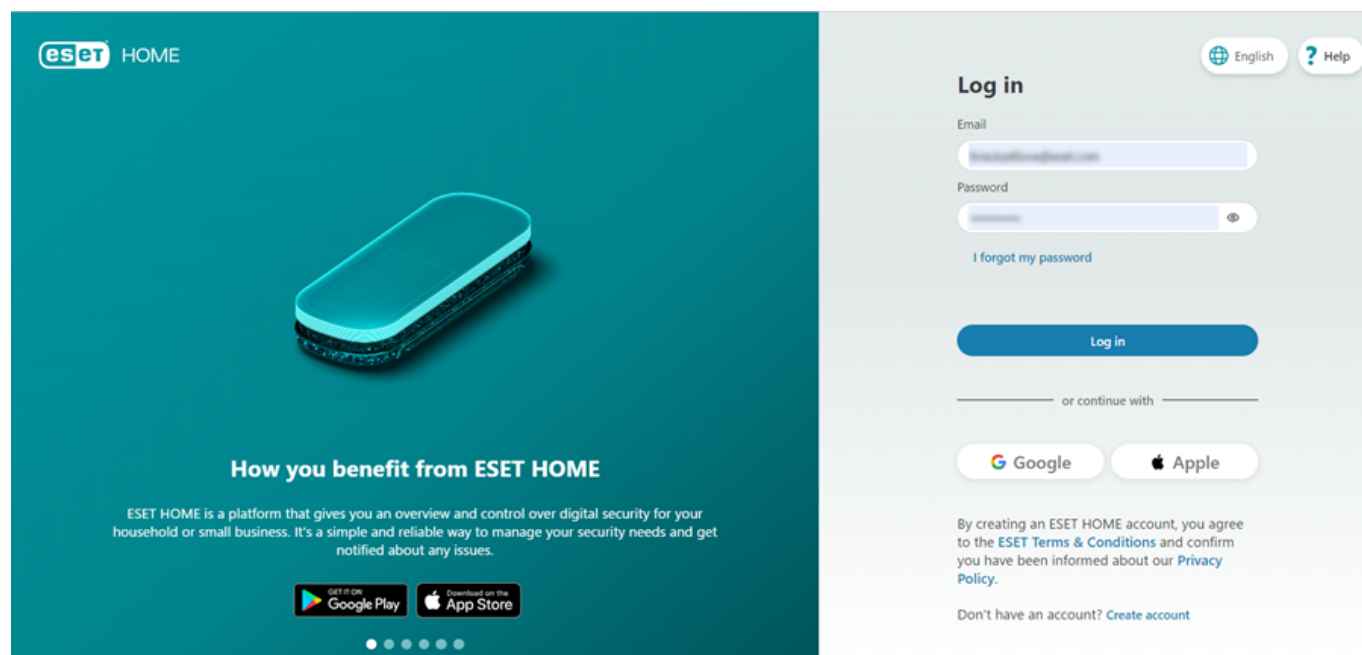 eset HOME
How you benefit from ESET HOME
ESET HOME is a platform that gives you an overview and control over digital security for your
household or small business. It's a simple and reliable way to manage your security needs and get
notified about any issues.
GET IT ON
Google Play
Download on the
App Store
English
? Help
Log in
Email
Password
I forgot my password
Log in
or continue with
Google
Apple
By creating an ESET HOME account, you agree
to the ESET Terms & Conditions and confirm
you have been informed about our Privacy
Policy.
Don't have an account? Create account